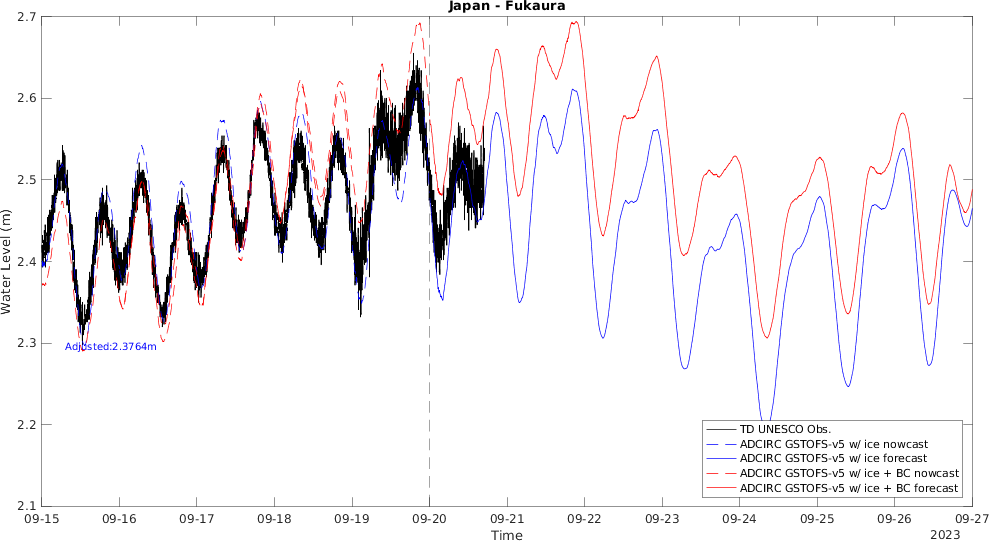 Japan - Fukaura
2.7
2.6
2.5
2.4
2.3
2.2
2.1
Water Level (m)
Adjusted:2.3764m
TD UNESCO Obs.
ADCIRC GSTOFS-v5 w/ ice nowcast
ADCIRC GSTOFS-v5 w/ ice forecast
ADCIRC GSTOFS-v5 w/ ice + BC nowcast
ADCIRC GSTOFS-v5 w/ ice + BC forecast
09-15 09-16 09-17 09-18 09-19 09-20 09-21 09-22 09-23 09-24 09-25 09-26 09-27
Time
2023